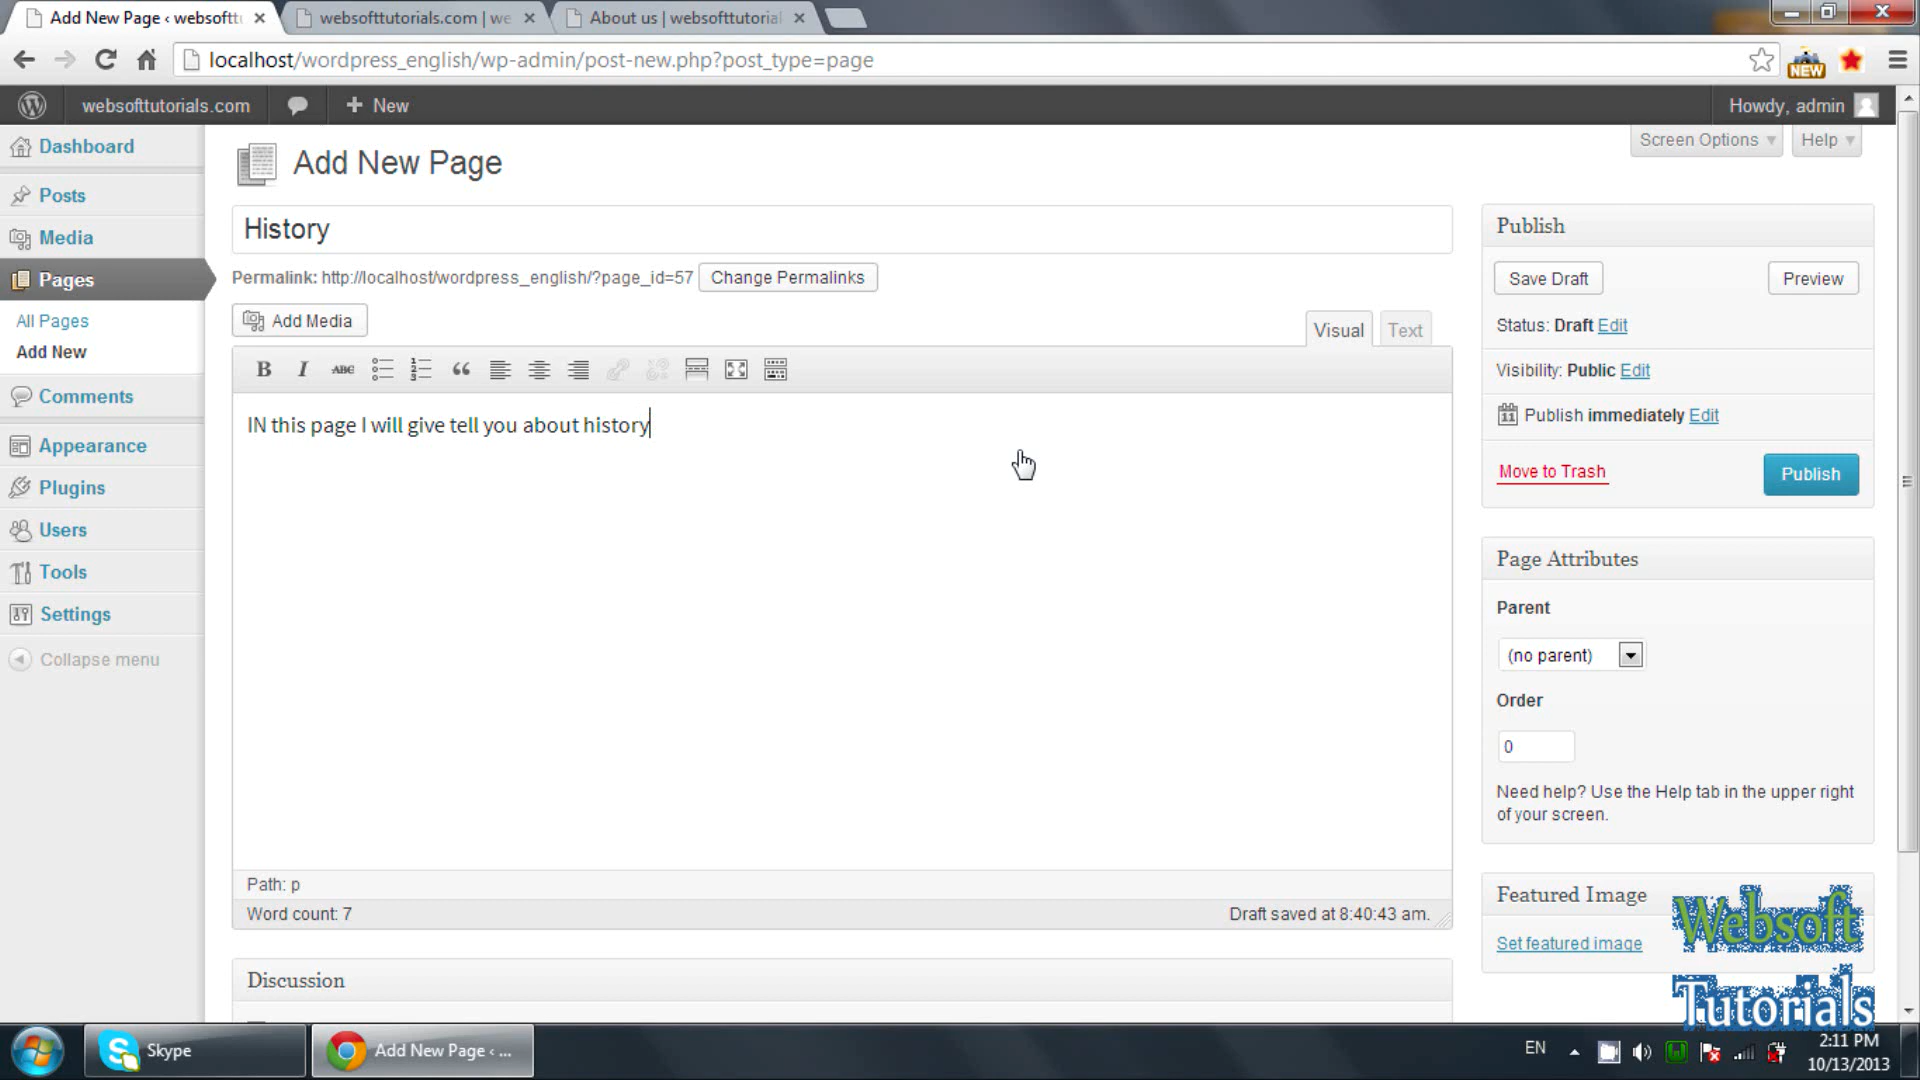 Add New Page ‹ websoftt
websofttutorials.com | we
About us | websofttutorial
localhost/wordpress_english/wp-admin/post-new.php?post_type=page
NEW
websofttutorials.com
+ New
Howdy, admin
Dashboard
Posts
Media
Pages
All Pages
Add New
Comments
Appearance
Plugins
Users
Tools
Settings
Collapse menu
Screen Options
Help
Add New Page
History
Permalink: http://localhost/wordpress_english/?page_id=57 Change Permalinks
Add Media
Visual
Text
B I ABC
IN this page I will give tell you about history
Path: p
Word count: 7
Draft saved at 8:40:43 am.
Discussion
Publish
Save Draft
Preview
Status: Draft Edit
Visibility: Public Edit
11
Publish immediately Edit
Move to Trash
Publish
Page Attributes
Parent
(no parent)
Order
0
Need help? Use the Help tab in the upper right
of your screen.
Featured Image
Set featured image
Websoft
Tutorials
Skype
Add New Page ‹ ...
EN
2:11 PM
10/13/2013